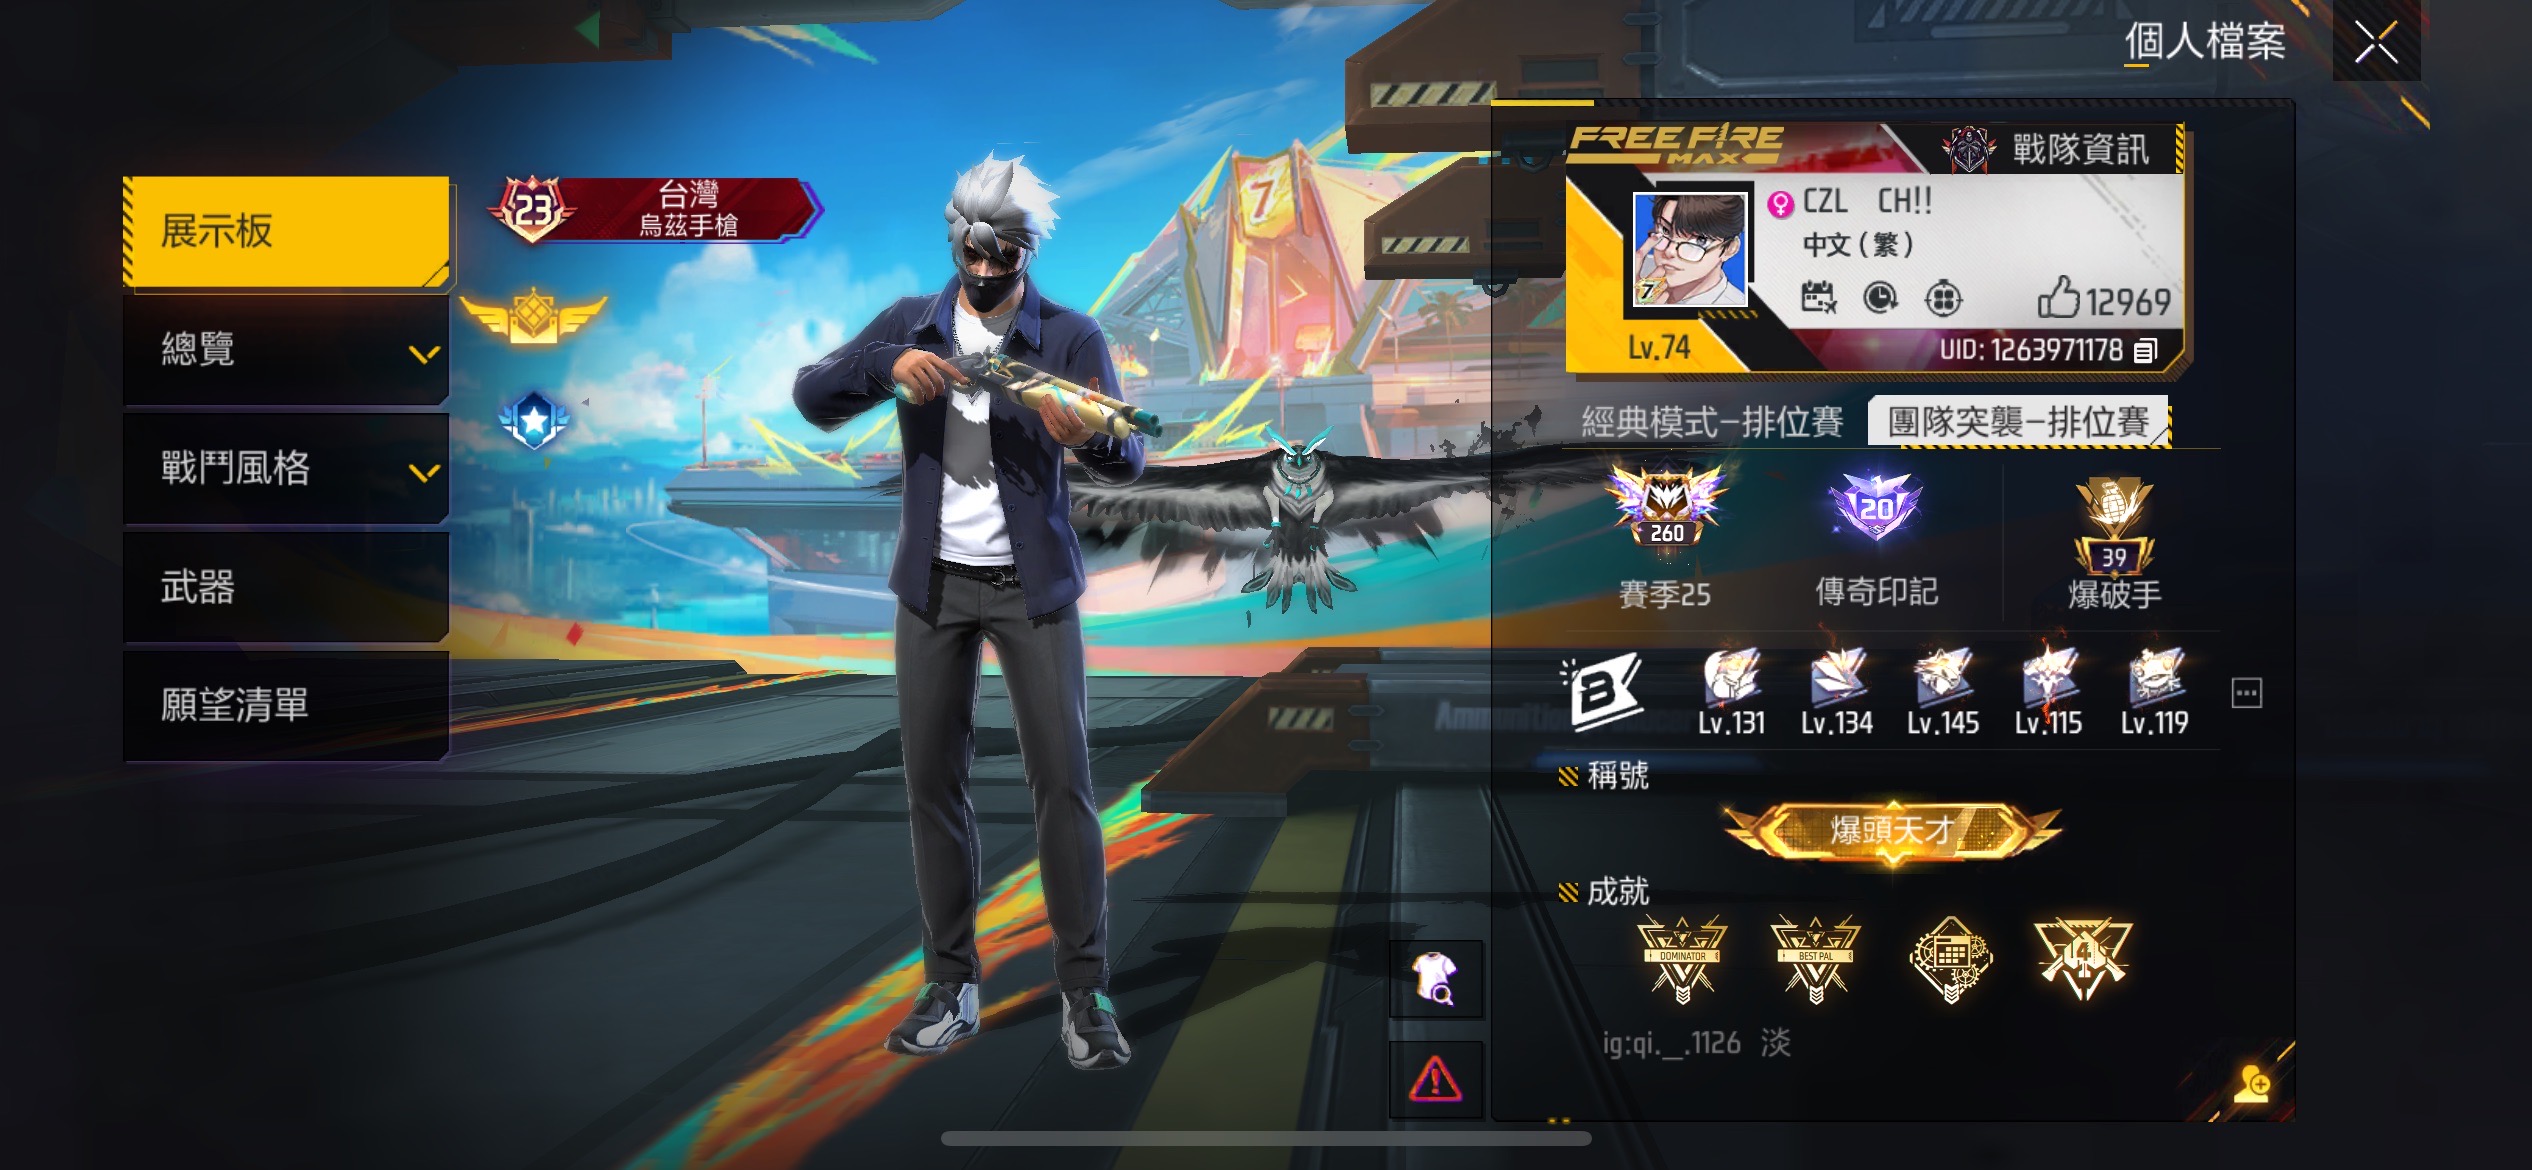 個人檔案
展示板
總覽
戰鬥風格
武器
願望清單
23
台灣
烏茲手槍
7
FREE FIRE
MAX
戰隊資訊
CZL CH!!
中文(繁)
12969
7
Lv.74
UID: 1263971178
經典模式-排位賽
團隊突襲-排位賽
260
賽季25
20
傳奇印記
39
爆破手
Lv.131
Lv.134
Lv.145
Lv.115
Lv.119
稱號
爆頭天才
成就
DOMINATOR
BEST PAL
4
ig:qi.__.1126 淡